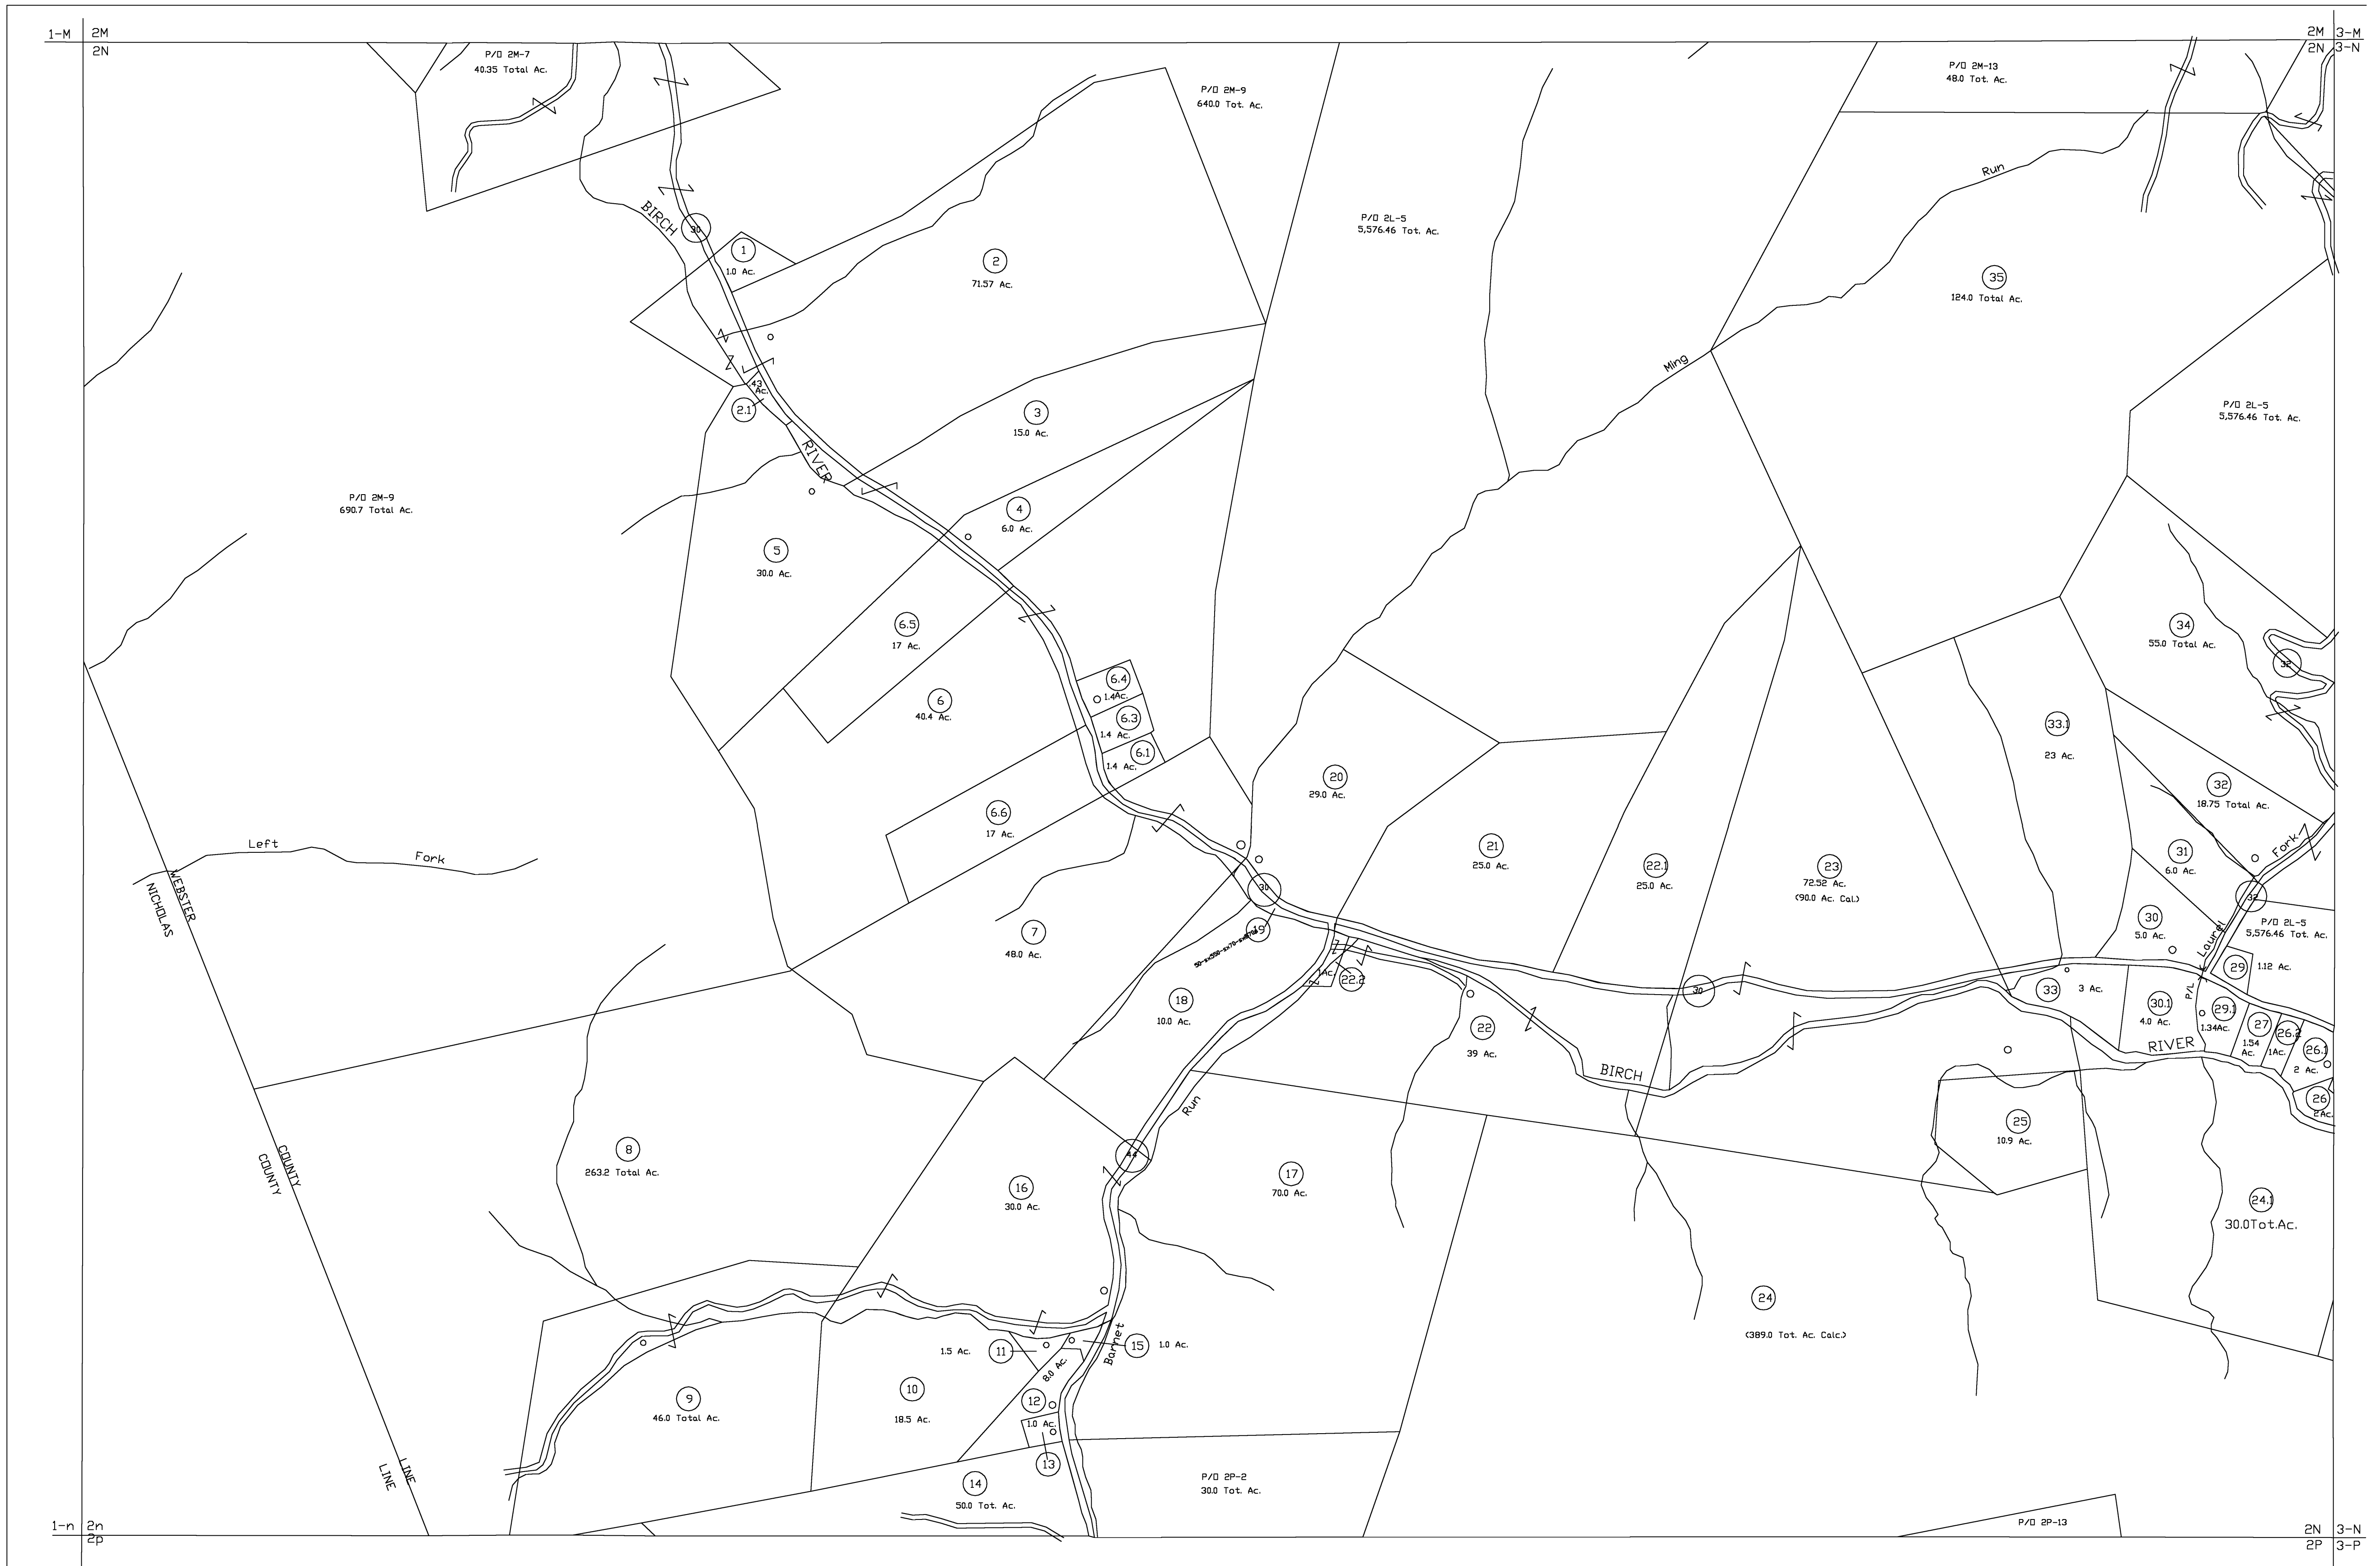 1-M
2M
2N
2M
2N
3-M
3-N
P/O 2M-7
40.35 Total Ac.
P/O 2M-9
640.0 Tot. Ac.
P/O 2M-13
48.0 Tot. Ac.
Run
BIRCH
30
1
1.0 Ac.
2
71.57 Ac.
P/O 2L-5
5,576.46 Tot. Ac.
35
124.0 Total Ac.
Ming
.43
Ac.
2.1
RIVER
3
15.0 Ac.
P/O 2L-5
5,576.46 Tot. Ac.
P/O 2M-9
690.7 Total Ac.
4
6.0 Ac.
5
30.0 Ac.
6.5
17 Ac.
34
55.0 Total Ac.
32
6.4
1.4Ac.
6
40.4 Ac.
6.3
1.4 Ac.
6.1
1.4 Ac.
33.1
23 Ac.
20
29.0 Ac.
32
18.75 Total Ac.
6.6
17 Ac.
Left
Fork
WEBSTER
NICHOLAS
21
25.0 Ac.
22.1
25.0 Ac.
23
72.52 Ac.
(90.0 Ac. Cal.)
31
6.0 Ac.
Fork
30
32
7
48.0 Ac.
19
30
5.0 Ac.
Laurel
P/O 2L-5
5,576.46 Tot. Ac.
1Ac.
22.2
29
1.12 Ac.
18
10.0 Ac.
30
33
3 Ac.
P/L
30.1
4.0 Ac.
29.1
1.34Ac.
22
39 Ac.
27
1.54
Ac.
26.2
1Ac.
26.1
2 Ac.
RIVER
BIRCH
26
2Ac.
Run
25
10.9 Ac.
8
263.2 Total Ac.
44
COUNTY
COUNTY
16
30.0 Ac.
17
70.0 Ac.
24.1
30.0Tot.Ac.
24
(389.0 Tot. Ac. Calc.)
1.5 Ac.
11
15
1.0 Ac.
Barnet
8.0 Ac.
9
46.0 Total Ac.
10
18.5 Ac.
12
1.0 Ac.
13
LINE
LINE
14
50.0 Tot. Ac.
P/O 2P-2
30.0 Tot. Ac.
P/O 2P-13
1-n
2n
2p
2N
2P
3-N
3-P